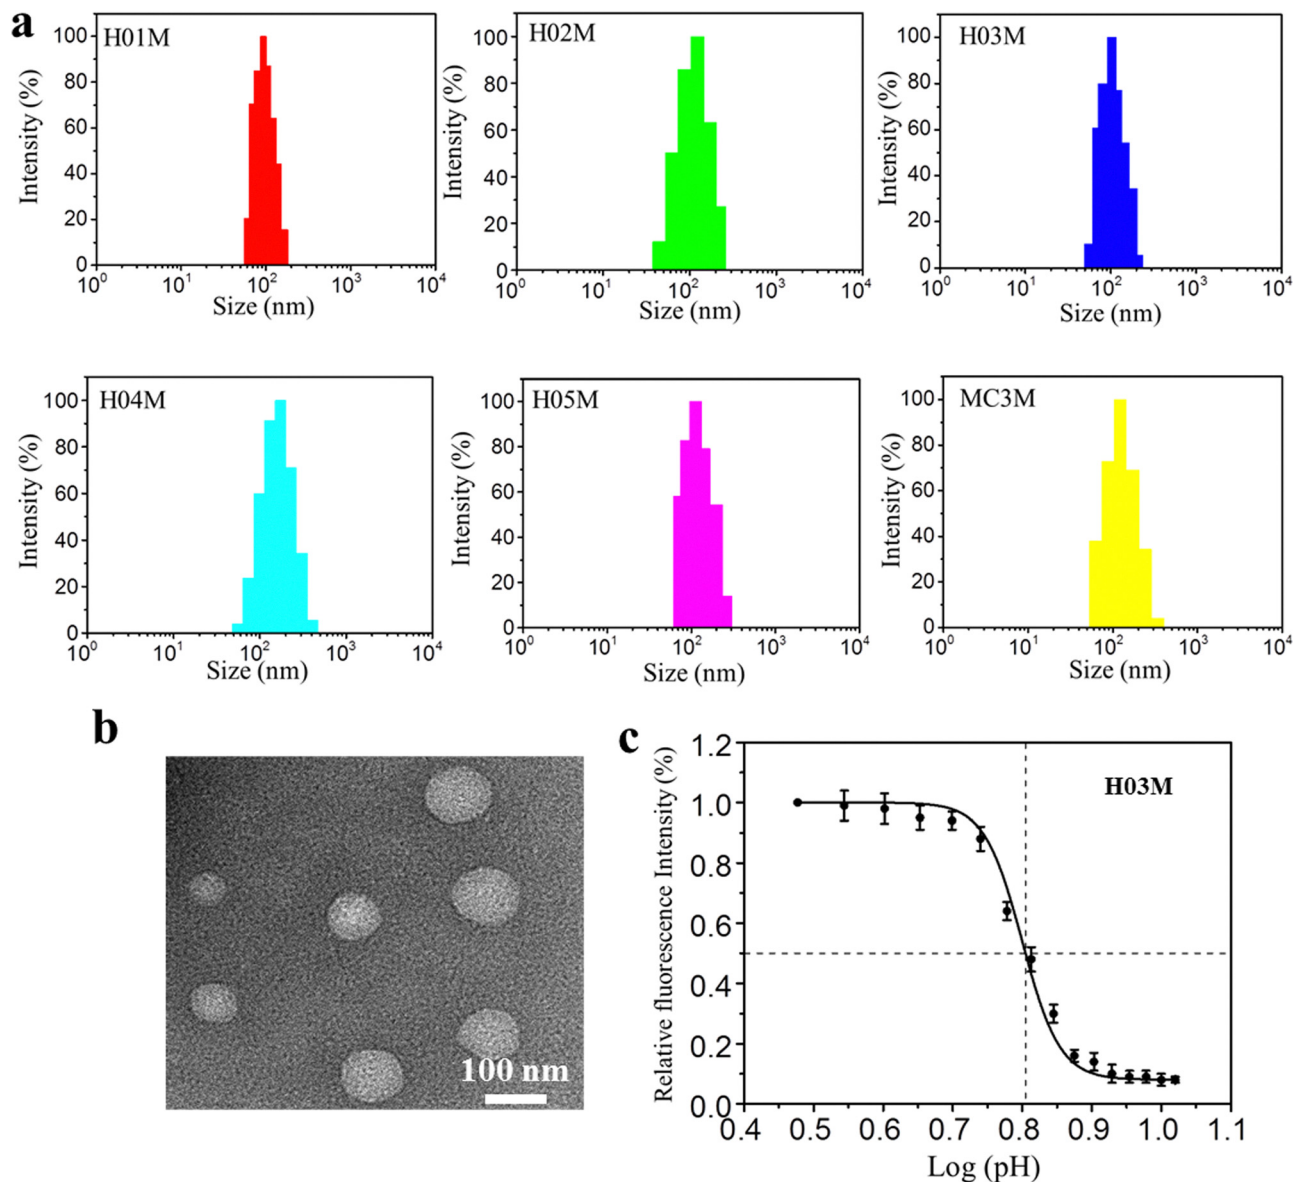 a
H01M
Intensity (%)
100
80
60
40
20
0
10⁰ 10¹ 10² 10³ 10⁴
Size (nm)
H02M
Intensity (%)
100
80
60
40
20
0
10⁰ 10¹ 10² 10³ 10⁴
Size (nm)
H03M
Intensity (%)
100
80
60
40
20
0
10⁰ 10¹ 10² 10³ 10⁴
Size (nm)
H04M
Intensity (%)
100
80
60
40
20
0
10⁰ 10¹ 10² 10³ 10⁴
Size (nm)
H05M
Intensity (%)
100
80
60
40
20
0
10⁰ 10¹ 10² 10³ 10⁴
Size (nm)
MC3M
Intensity (%)
100
80
60
40
20
0
10⁰ 10¹ 10² 10³ 10⁴
Size (nm)
b
100 nm
c
H03M
Relative fluorescence Intensity (%)
1.2
1.0
0.8
0.6
0.4
0.2
0.0
0.4 0.5 0.6 0.7 0.8 0.9 1.0 1.1
Log (pH)